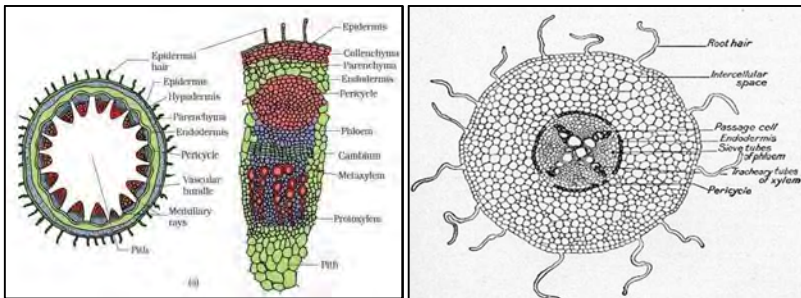 Epidermal
hair
Epidermis
Hypodermis
Parenchyma
Endodermis
Pericycle
Vascular
bundle
Medullary
rays
Pith
(a)
Epidermis
Collenchyma
Parenchyma
Endodermis
Pericycle
Phloem
Cambium
Metaxylem
Protoxylem
Pith
Root hair
Intercellular
space
Passage cell
Endodermis
Sieve tubes
of phloem
Tracheary tubes
of xylem
Pericycle